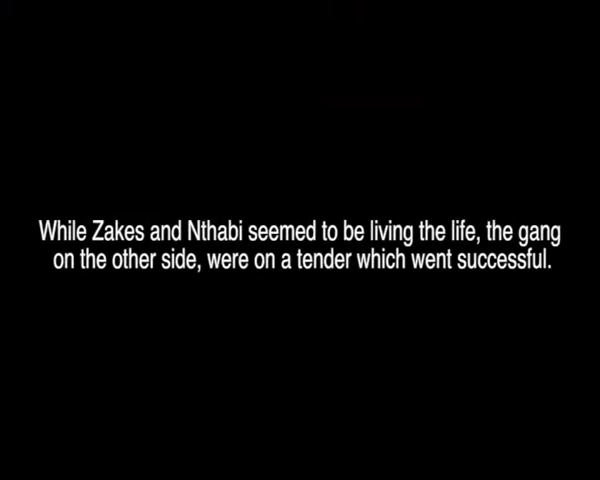 While Zakes and Nthabi seemed to be living the life, the gang
on the other side, were on a tender which went successful.